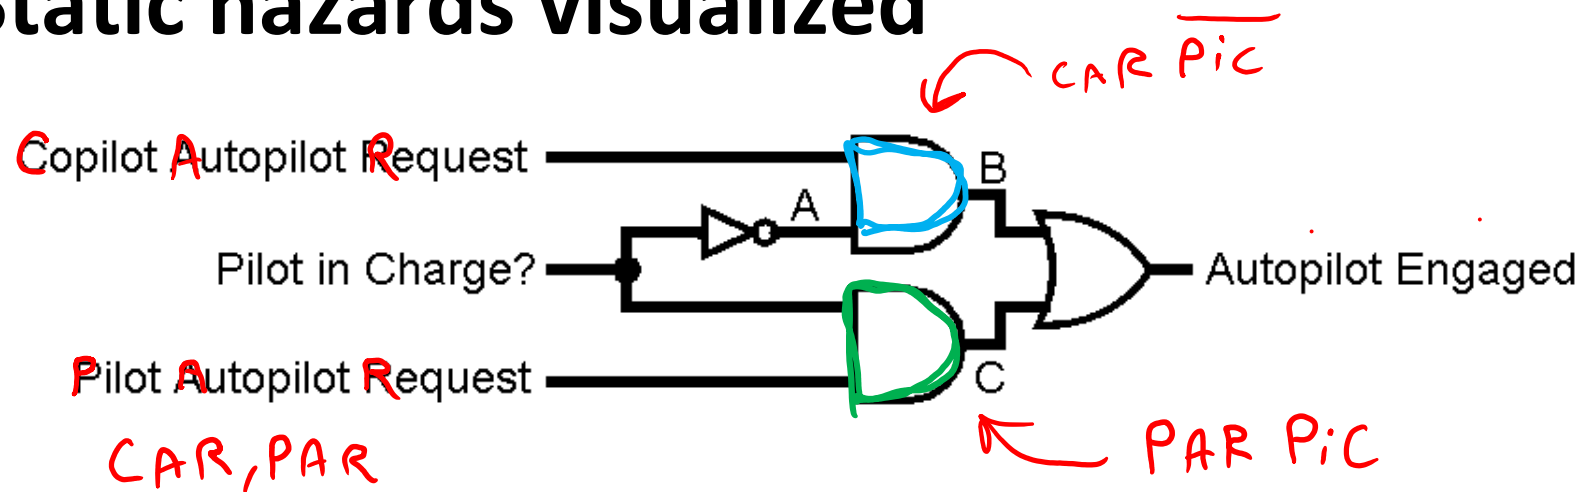 Static hazards visualized
CAR P̅i̅C̅
Copilot Autopilot Request
A
B
Pilot in Charge?
Autopilot Engaged
Pilot Autopilot Request
C
CAR, PAR
PAR PiC